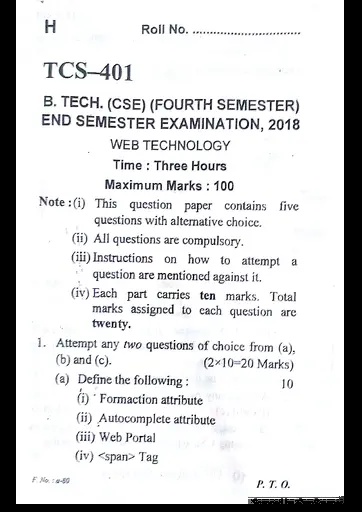 H
Roll No. ..............................
TCS–401
B. TECH. (CSE) (FOURTH SEMESTER)
END SEMESTER EXAMINATION, 2018
WEB TECHNOLOGY
Time : Three Hours
Maximum Marks : 100
Note :(i) This question paper contains five
questions with alternative choice.
(ii) All questions are compulsory.
(iii) Instructions on how to attempt a
question are mentioned against it.
(iv) Each part carries ten marks. Total
marks assigned to each question are
twenty.
1. Attempt any two questions of choice from (a),
(b) and (c). (2×10=20 Marks)
(a) Define the following : 10
(i) Formaction attribute
(ii) Autocomplete attribute
(iii) Web Portal
(iv) <span> Tag
F. No. : a-60
P. T. O.